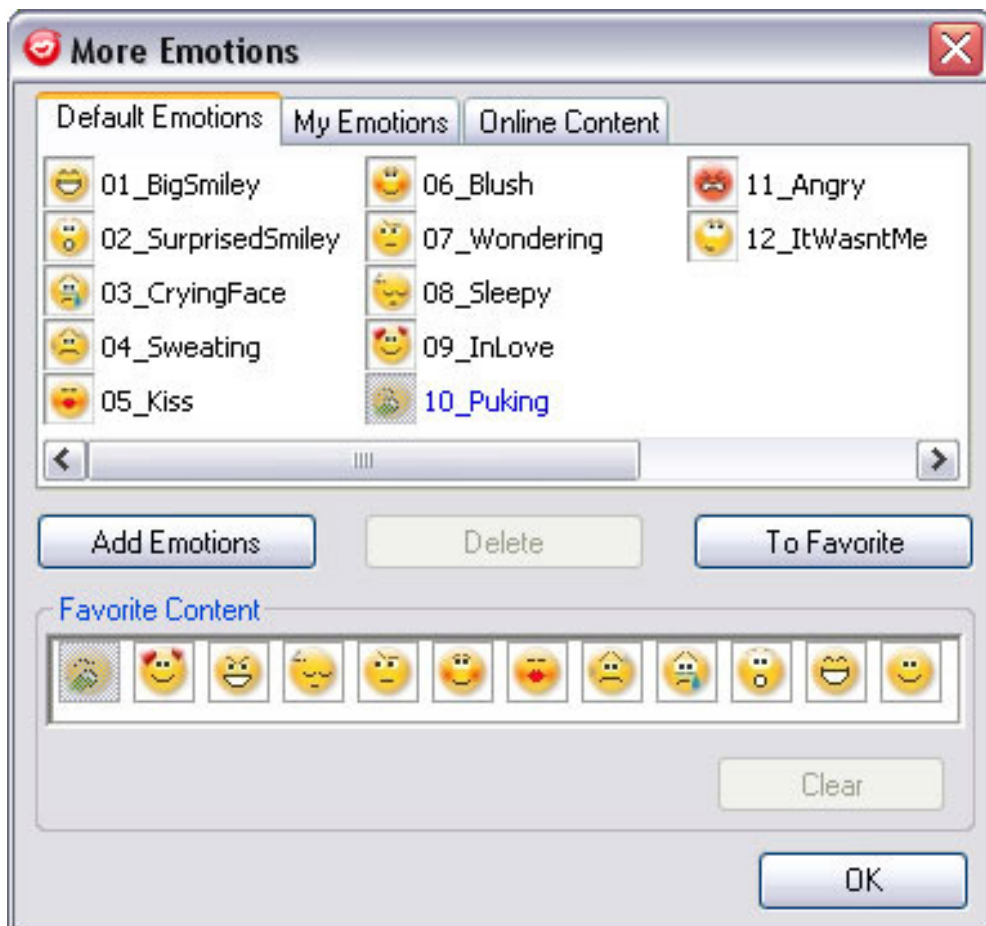 More Emotions
Default Emotions My Emotions Online Content
01_BigSmiley 06_Blush 11_Angry
02_SurprisedSmiley 07_Wondering 12_ItWasntMe
03_CryingFace 08_Sleepy
04_Sweating 09_InLove
05_Kiss 10_Puking
Add Emotions Delete To Favorite
Favorite Content
Clear
OK